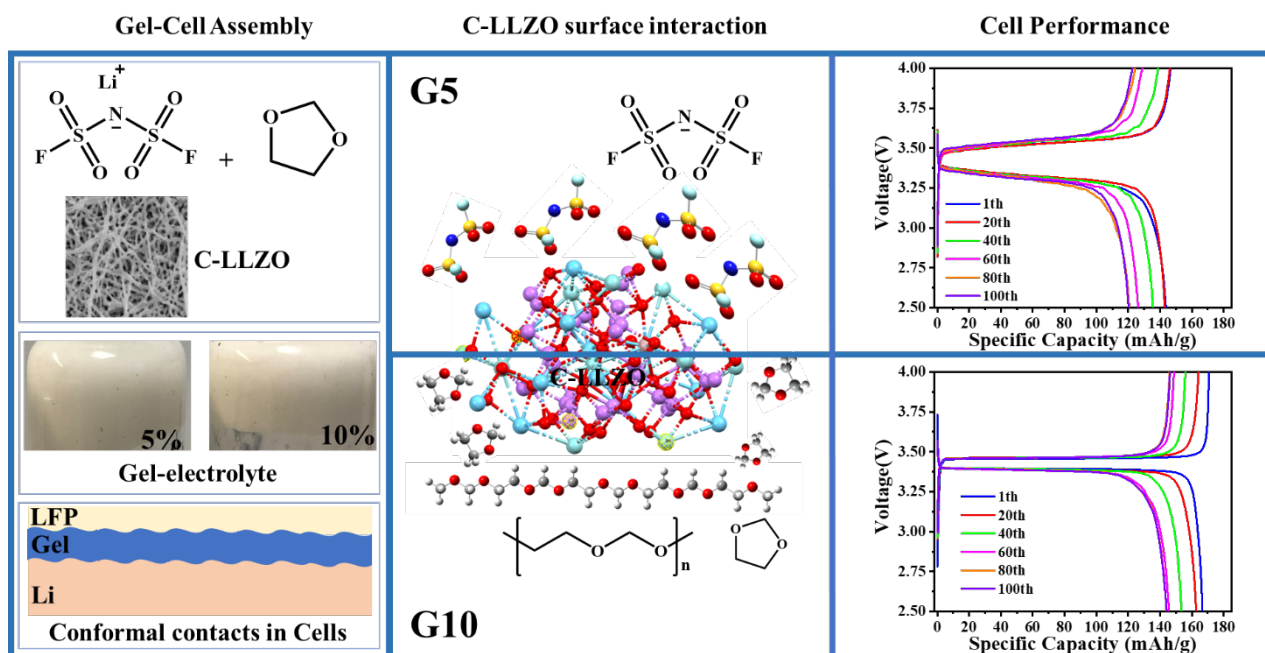 Gel-Cell Assembly
C-LLZO surface interaction
Cell Performance
Li+
O
O
N
−
S
S
F
O
O
F
+
O
O
C-LLZO
5%
10%
Gel-electrolyte
LFP
Gel
Li
Conformal contacts in Cells
G5
O
O
N
−
S
S
F
O
O
F
C-LLZO
O
O
n
O
O
G10
4.00
3.75
3.50
3.25
3.00
2.75
2.50
Voltage(V)
1th
20th
40th
60th
80th
100th
0 20 40 60 80 100 120 140 160 180
Specific Capacity (mAh/g)
4.00
3.75
3.50
3.25
3.00
2.75
2.50
Voltage(V)
1th
20th
40th
60th
80th
100th
0 20 40 60 80 100 120 140 160 180
Specific Capacity (mAh/g)